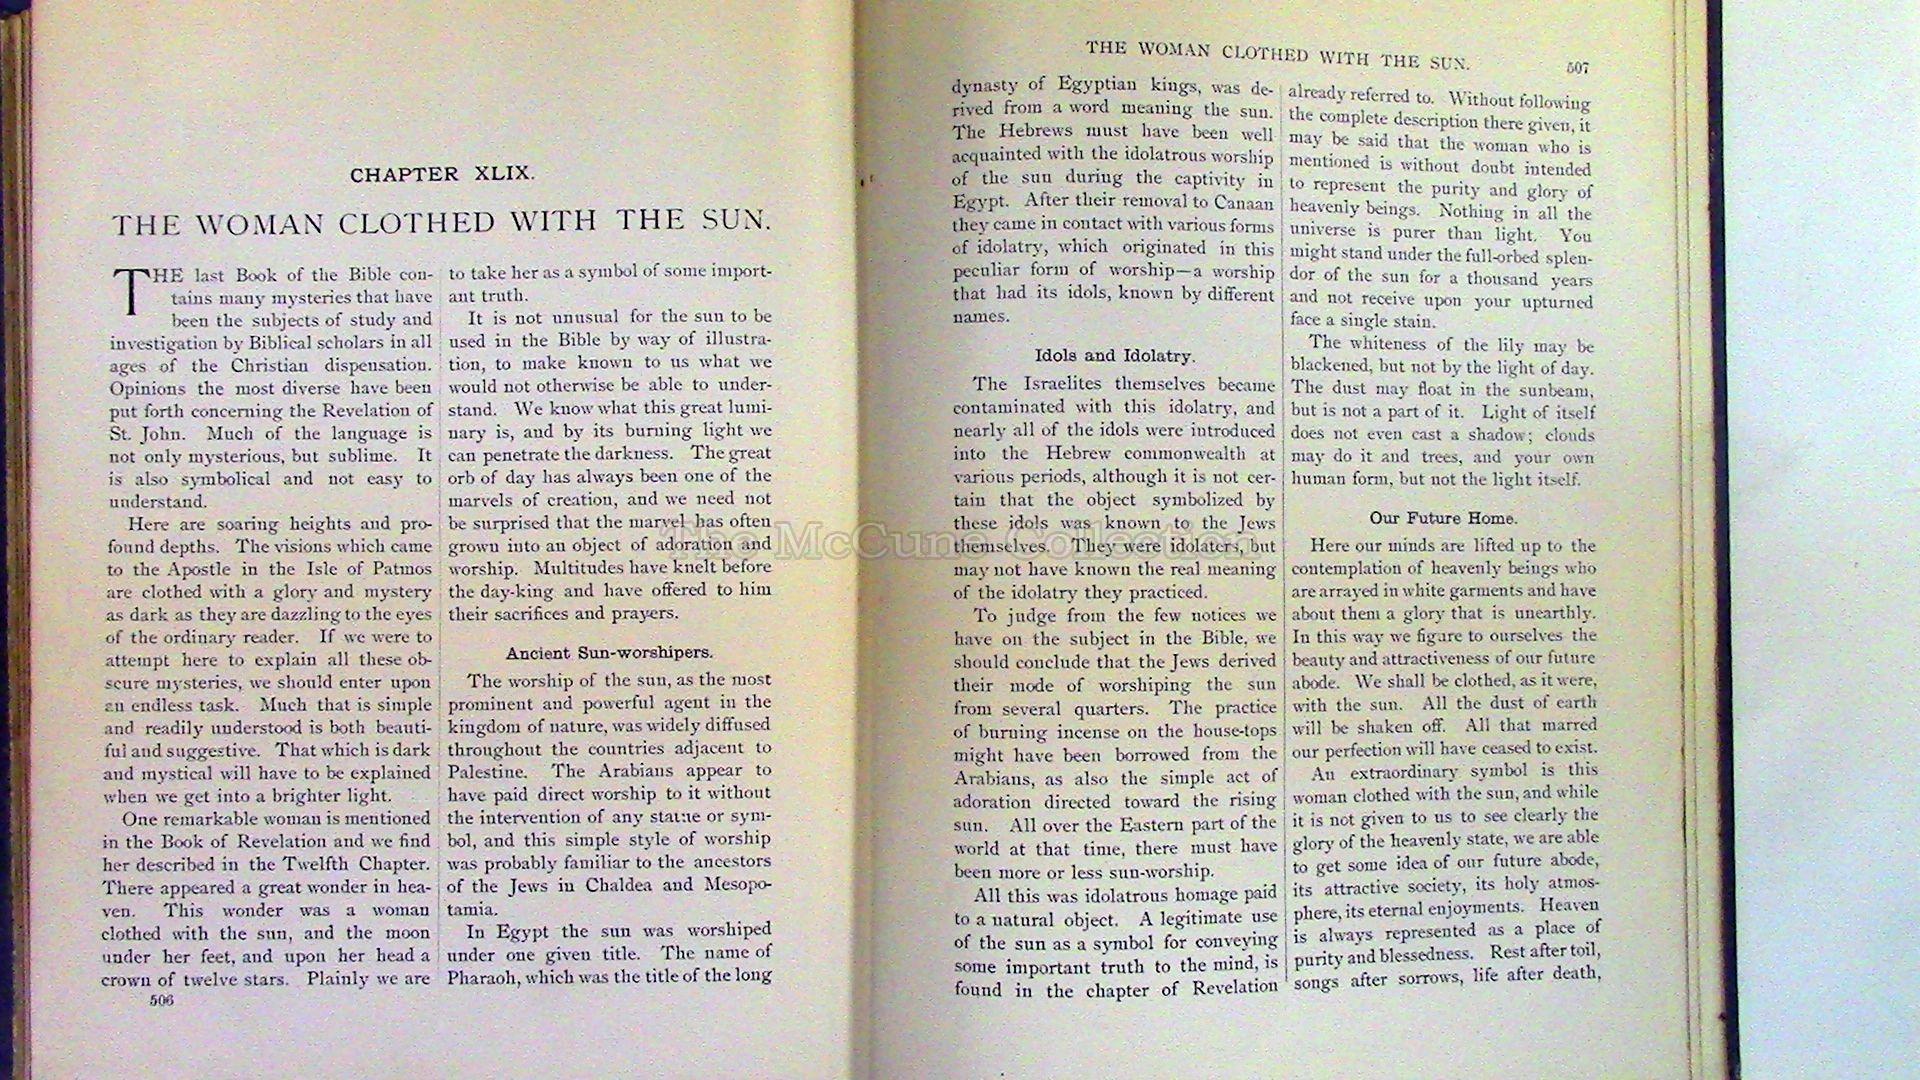 CHAPTER XLIX.
THE WOMAN CLOTHED WITH THE SUN.
THE last Book of the Bible con-
tains many mysteries that have
been the subjects of study and
investigation by Biblical scholars in all
ages of the Christian dispensation.
Opinions the most diverse have been
put forth concerning the Revelation of
St. John. Much of the language is
not only mysterious, but sublime. It
is also symbolical and not easy to
understand.
Here are soaring heights and pro-
found depths. The visions which came
to the Apostle in the Isle of Patmos
are clothed with a glory and mystery
as dark as they are dazzling to the eyes
of the ordinary reader. If we were to
attempt here to explain all these ob-
scure mysteries, we should enter upon
an endless task. Much that is simple
and readily understood is both beauti-
ful and suggestive. That which is dark
and mystical will have to be explained
when we get into a brighter light.
One remarkable woman is mentioned
in the Book of Revelation and we find
her described in the Twelfth Chapter.
There appeared a great wonder in hea-
ven. This wonder was a woman
clothed with the sun, and the moon
under her feet, and upon her head a
crown of twelve stars. Plainly we are
506
to take her as a symbol of some import-
ant truth.
It is not unusual for the sun to be
used in the Bible by way of illustra-
tion, to make known to us what we
would not otherwise be able to under-
stand. We know what this great lumi-
nary is, and by its burning light we
can penetrate the darkness. The great
orb of day has always been one of the
marvels of creation, and we need not
be surprised that the marvel has often
grown into an object of adoration and
worship. Multitudes have knelt before
the day-king and have offered to him
their sacrifices and prayers.
Ancient Sun-worshipers.
The worship of the sun, as the most
prominent and powerful agent in the
kingdom of nature, was widely diffused
throughout the countries adjacent to
Palestine. The Arabians appear to
have paid direct worship to it without
the intervention of any statue or sym-
bol, and this simple style of worship
was probably familiar to the ancestors
of the Jews in Chaldea and Mesopo-
tamia.
In Egypt the sun was worshiped
under one given title. The name of
Pharaoh, which was the title of the long
THE WOMAN CLOTHED WITH THE SUN.
507
dynasty of Egyptian kings, was de-
rived from a word meaning the sun.
The Hebrews must have been well
acquainted with the idolatrous worship
of the sun during the captivity in
Egypt. After their removal to Canaan
they came in contact with various forms
of idolatry, which originated in this
peculiar form of worship—a worship
that had its idols, known by different
names.
Idols and Idolatry.
The Israelites themselves became
contaminated with this idolatry, and
nearly all of the idols were introduced
into the Hebrew commonwealth at
various periods, although it is not cer-
tain that the object symbolized by
these idols was known to the Jews
themselves. They were idolaters, but
may not have known the real meaning
of the idolatry they practiced.
To judge from the few notices we
have on the subject in the Bible, we
should conclude that the Jews derived
their mode of worshiping the sun
from several quarters. The practice
of burning incense on the house-tops
might have been borrowed from the
Arabians, as also the simple act of
adoration directed toward the rising
sun. All over the Eastern part of the
world at that time, there must have
been more or less sun-worship.
All this was idolatrous homage paid
to a natural object. A legitimate use
of the sun as a symbol for conveying
some important truth to the mind, is
found in the chapter of Revelation
already referred to. Without following
the complete description there given, it
may be said that the woman who is
mentioned is without doubt intended
to represent the purity and glory of
heavenly beings. Nothing in all the
universe is purer than light. You
might stand under the full-orbed splen-
dor of the sun for a thousand years
and not receive upon your upturned
face a single stain.
The whiteness of the lily may be
blackened, but not by the light of day.
The dust may float in the sunbeam,
but is not a part of it. Light of itself
does not even cast a shadow; clouds
may do it and trees, and your own
human form, but not the light itself.
Our Future Home.
Here our minds are lifted up to the
contemplation of heavenly beings who
are arrayed in white garments and have
about them a glory that is unearthly.
In this way we figure to ourselves the
beauty and attractiveness of our future
abode. We shall be clothed, as it were,
with the sun. All the dust of earth
will be shaken off. All that marred
our perfection will have ceased to exist.
An extraordinary symbol is this
woman clothed with the sun, and while
it is not given to us to see clearly the
glory of the heavenly state, we are able
to get some idea of our future abode,
its attractive society, its holy atmos-
phere, its eternal enjoyments. Heaven
is always represented as a place of
purity and blessedness. Rest after toil,
songs after sorrows, life after death,
The McCune Collection